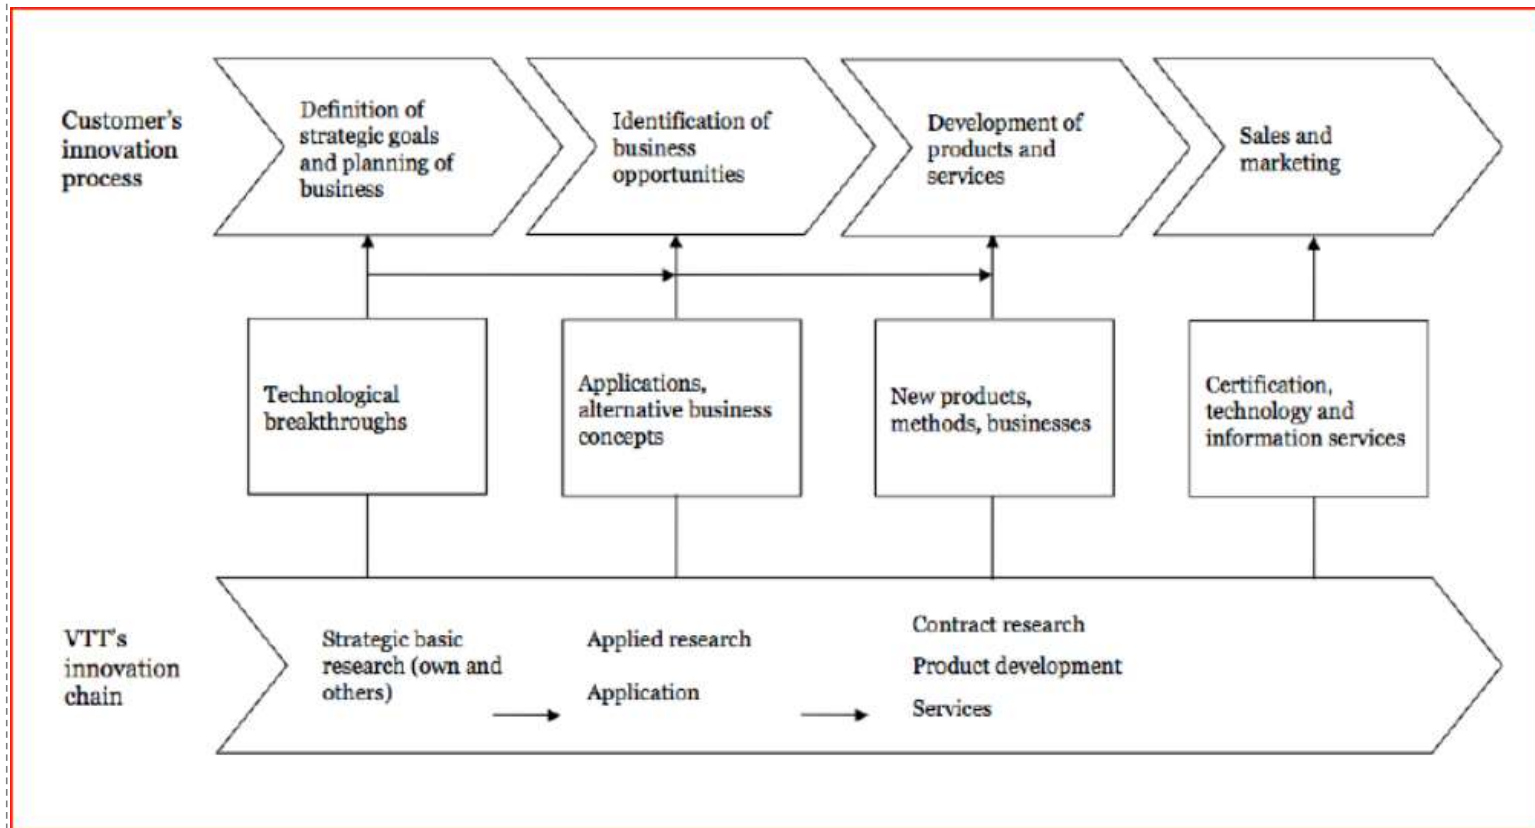 Customer's
innovation
process
Definition of
strategic goals
and planning of
business
Identification of
business
opportunities
Development of
products and
services
Sales and
marketing
Technological
breakthroughs
Applications,
alternative business
concepts
New products,
methods, businesses
Certification,
technology and
information services
VTT's
innovation
chain
Strategic basic
research (own and
others)
Applied research
Application
Contract research
Product development
Services